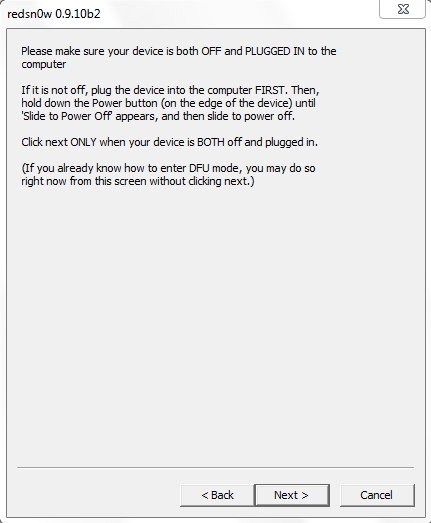 redsn0w 0.9.10b2
Please make sure your device is both OFF and PLUGGED IN to the
computer
If it is not off, plug the device into the computer FIRST. Then,
hold down the Power button (on the edge of the device) until
'Slide to Power Off' appears, and then slide to power off.
Click next ONLY when your device is BOTH off and plugged in.
(If you already know how to enter DFU mode, you may do so
right now from this screen without clicking next.)
< Back
Next >
Cancel